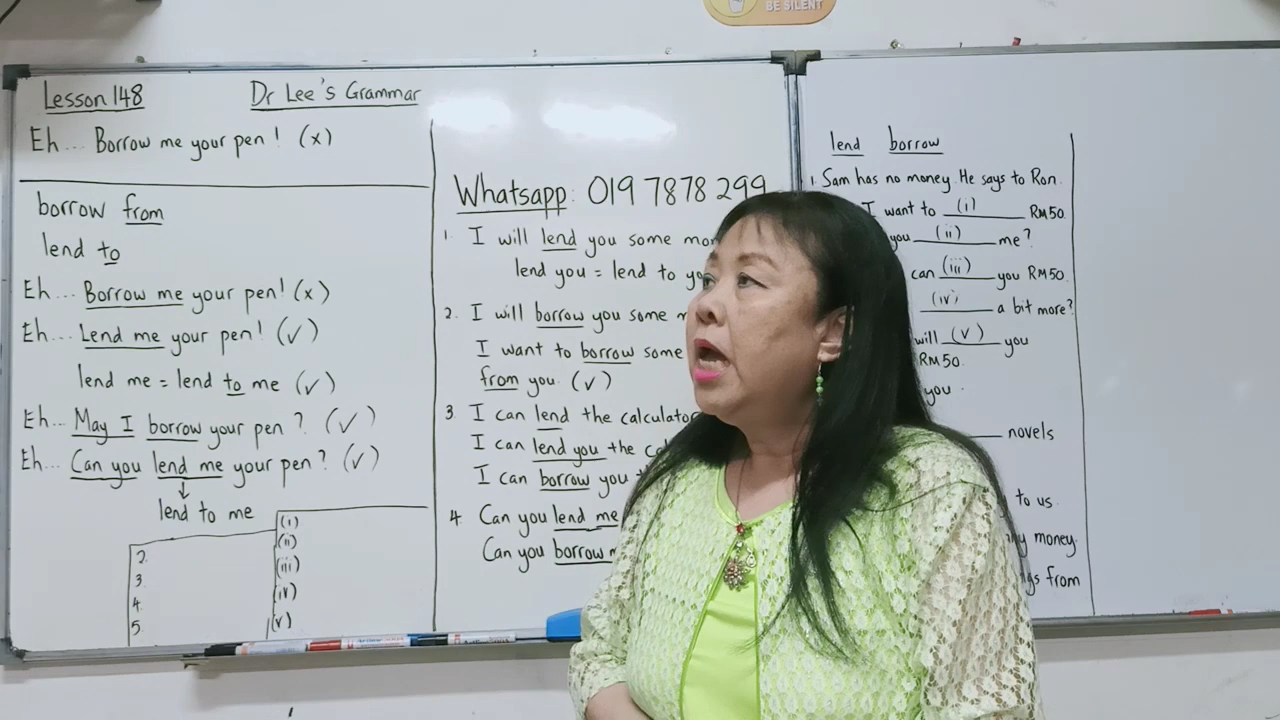 BE SILENT
Lesson 148
Dr Lee's Grammar
Eh... Borrow me your pen! (x)
borrow from
lend to
Eh... Borrow me your pen! (x)
Eh... Lend me your pen! (✓)
lend me = lend to me (✓)
Eh... May I borrow your pen? (✓)
Eh... Can you lend me your pen? (✓)
lend to me
2.
3.
4.
5.
(i)
(ii)
(iii)
(iv)
(v)
Whatsapp: 019 7878 299
1. I will lend you some
lend you = lend to
2. I will borrow you some
I want to borrow some
from you. (✓)
3 I can lend the calculator
I can lend you the
I can borrow you
4. Can you lend me
Can you borrow
lend borrow
1. Sam has no money. He says to Ron.
I want to (i) RM50.
you (ii) me?
can (iii) you RM50.
(iv) a bit more?
will (v) you
RM50.
you.
novels
to us.
money.
from